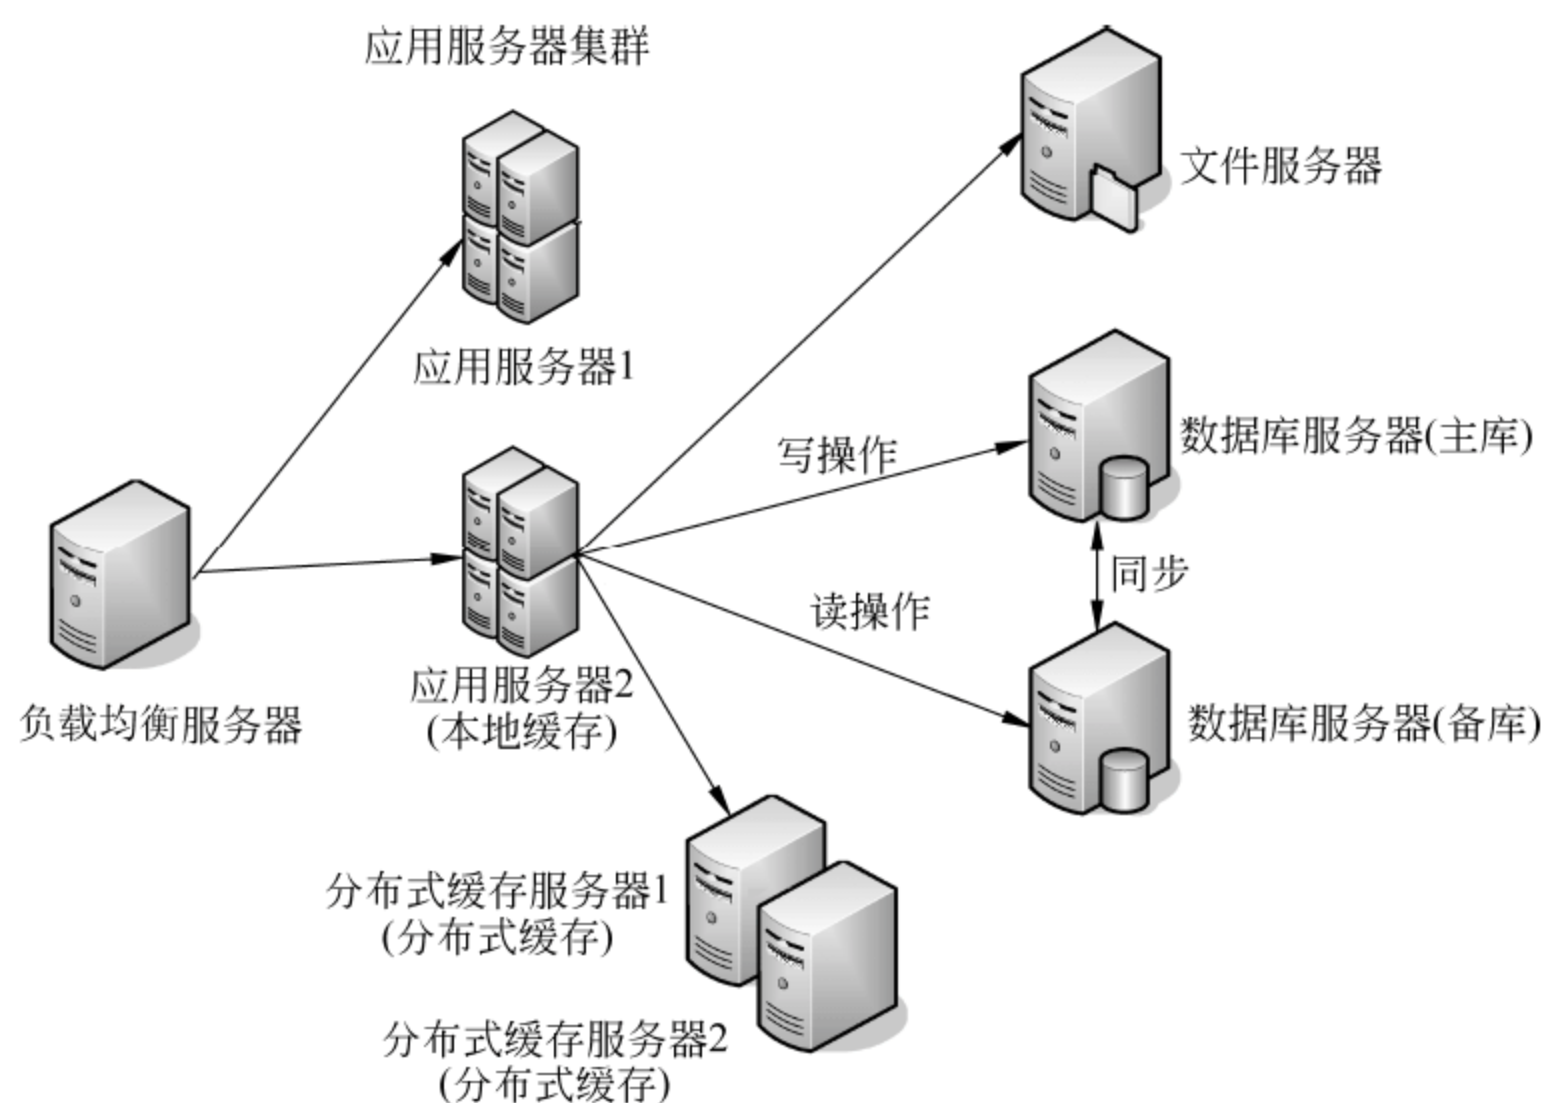 应用服务器集群
文件服务器
应用服务器1
数据库服务器(主库)
写操作
同步
读操作
应用服务器2
(本地缓存)
负载均衡服务器
数据库服务器(备库)
分布式缓存服务器1
(分布式缓存)
分布式缓存服务器2
(分布式缓存)